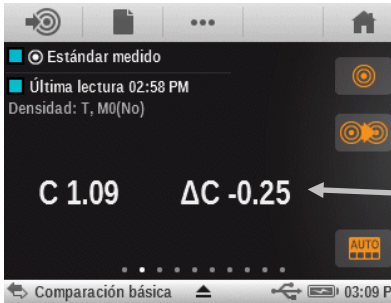 Estándar medido
Última lectura 02:58 PM
Densidad: T, M0(No)
C 1.09 ΔC -0.25
AUTO
Comparación básica 03:09 P